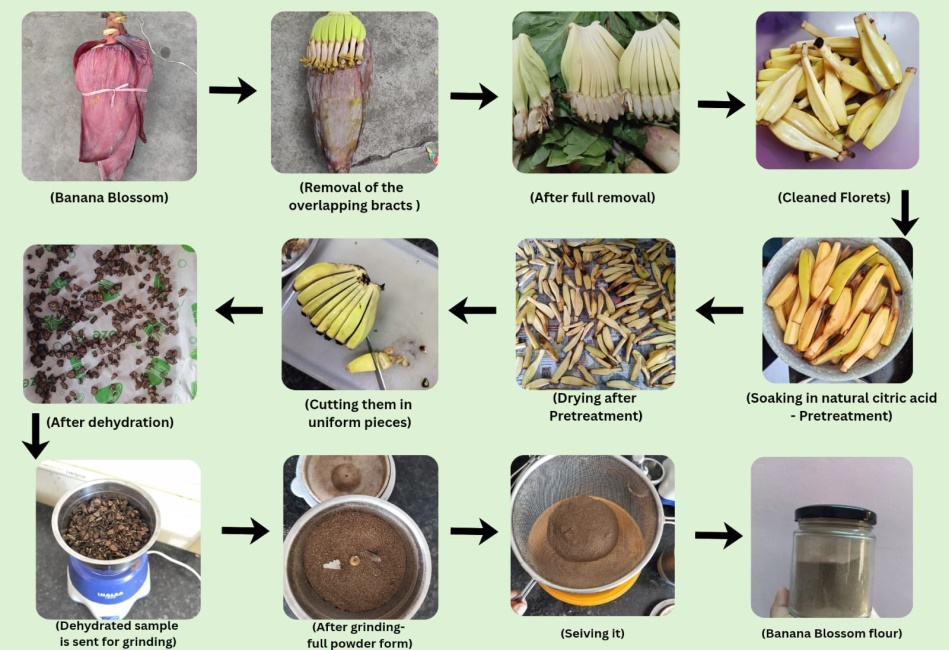 (Banana Blossom)
(Removal of the
overlapping bracts )
(After full removal)
(Cleaned Florets)
(Soaking in natural citric acid
- Pretreatment)
(Drying after
Pretreatment)
(Cutting them in
uniform pieces)
(After dehydration)
(Dehydrated sample
is sent for grinding)
INALSA
(After grinding-
full powder form)
(Seiving it)
(Banana Blossom flour)